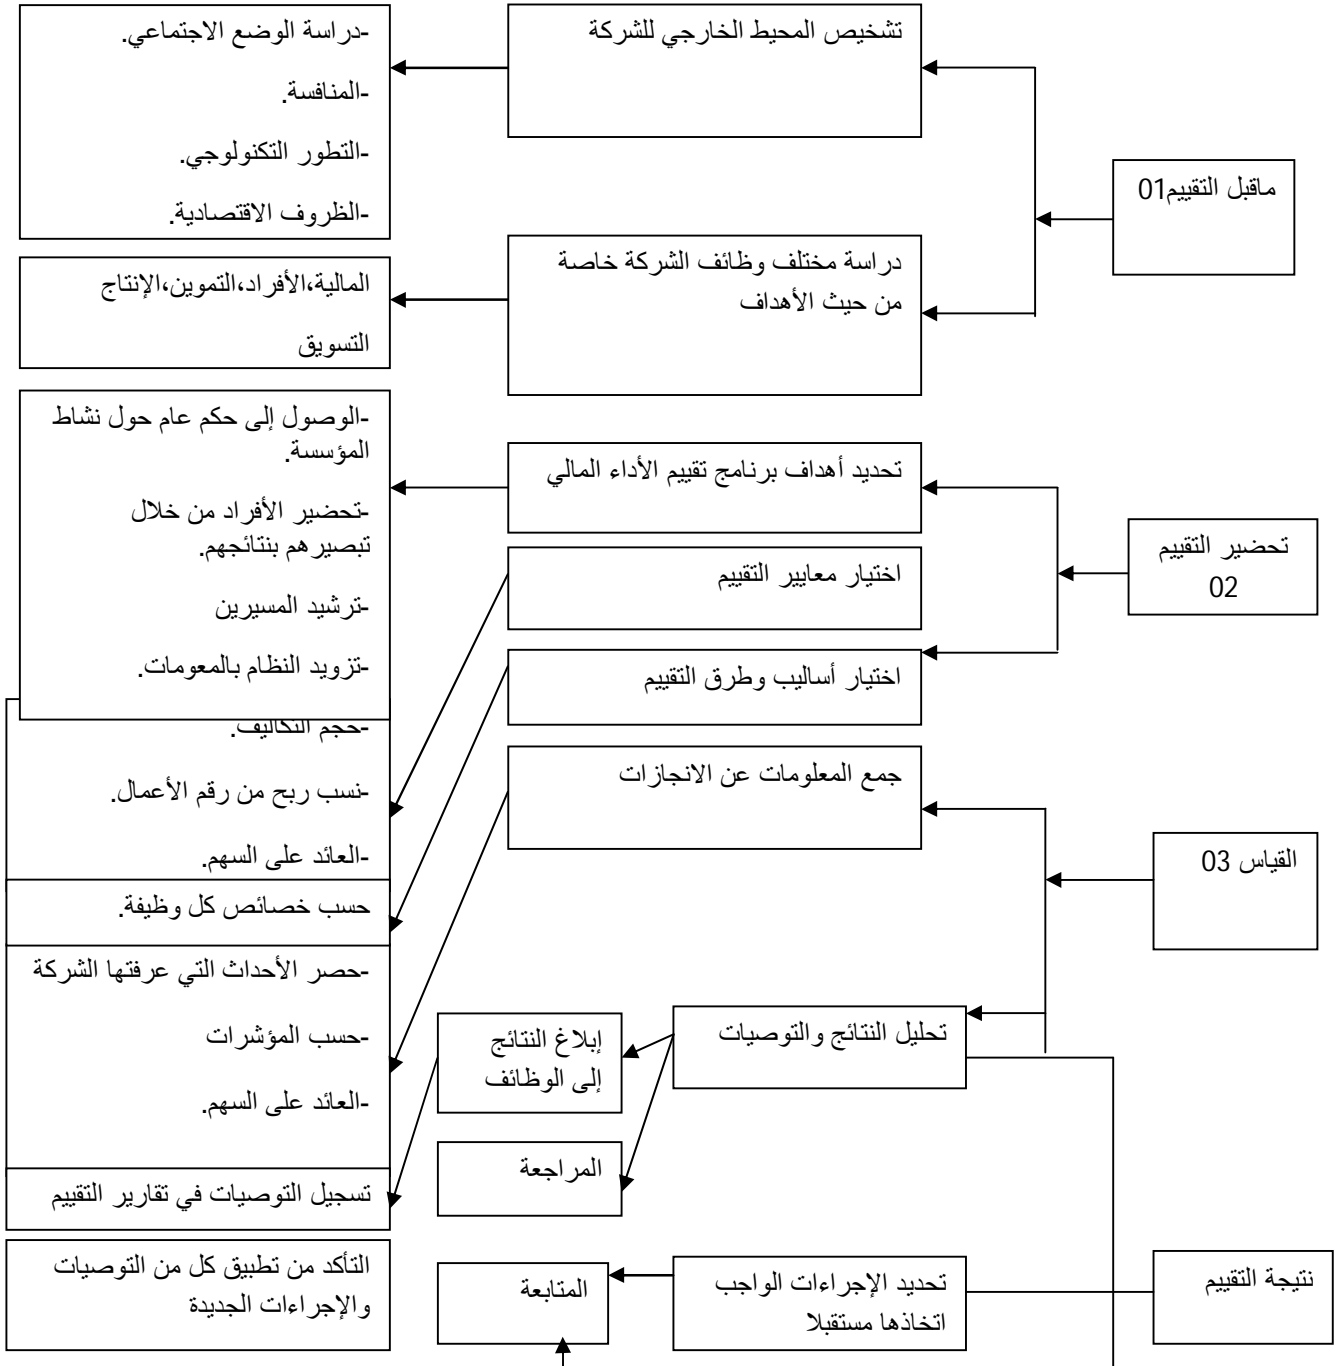 ماقبل التقييم01
تشخيص المحيط الخارجي للشركة
-دراسة الوضع الاجتماعي.
-المنافسة.
-التطور التكنولوجي.
-الظروف الاقتصادية.
دراسة مختلف وظائف الشركة خاصة
من حيث الأهداف
المالية،الأفراد،التموين،الإنتاج
التسويق
تحضير التقييم
02
تحديد أهداف برنامج تقييم الأداء المالي
-الوصول إلى حكم عام حول نشاط
المؤسسة.
-تحضير الأفراد من خلال
تبصيرهم بنتائجهم.
-ترشيد المسيرين
-تزويد النظام بالمعومات.
اختيار معايير التقييم
-حجم التكاليف.
-نسب ربح من رقم الأعمال.
-العائد على السهم.
اختيار أساليب وطرق التقييم
حسب خصائص كل وظيفة.
القياس 03
جمع المعلومات عن الانجازات
-حصر الأحداث التي عرفتها الشركة
-حسب المؤشرات
-العائد على السهم.
تحليل النتائج والتوصيات
إبلاغ النتائج
إلى الوظائف
المراجعة
تسجيل التوصيات في تقارير التقييم
نتيجة التقييم
تحديد الإجراءات الواجب
اتخاذها مستقبلا
المتابعة
التأكد من تطبيق كل من التوصيات
والإجراءات الجديدة